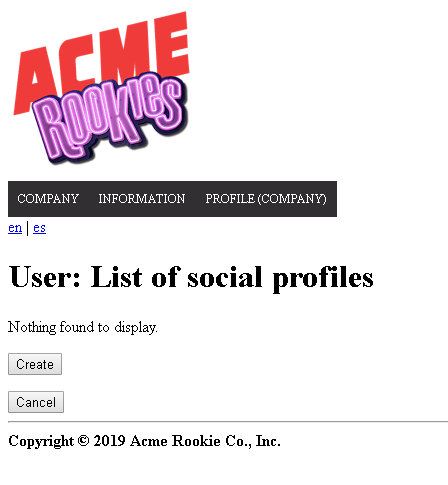 ACME
Rookies
COMPANY INFORMATION PROFILE (COMPANY)
en | es
User: List of social profiles
Nothing found to display.
Create
Cancel
Copyright © 2019 Acme Rookie Co., Inc.